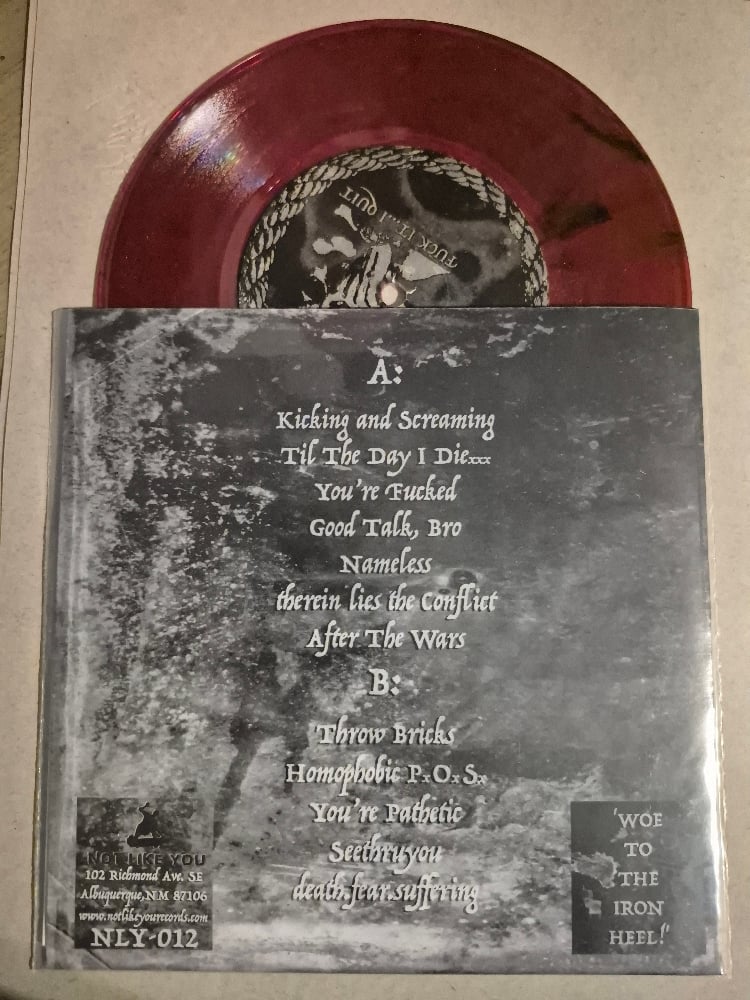 FUCK IT...I QUIT
A:
Kicking and Screaming
Til The Day I Diexxx
You're Fucked
Good Talk, Bro
Nameless
therein lies the Conflict
After The Wars
B:
Throw Bricks
Homophobic PxOxSx
You're Pathetic
Seethruyou
death.fear.suffering
NOT LIKE YOU
102 Richmond Ave. SE
Albuquerque, NM 87106
www.notlikeyourecords.com
NLY-012
'WOE
TO
THE
IRON
HEEL!'